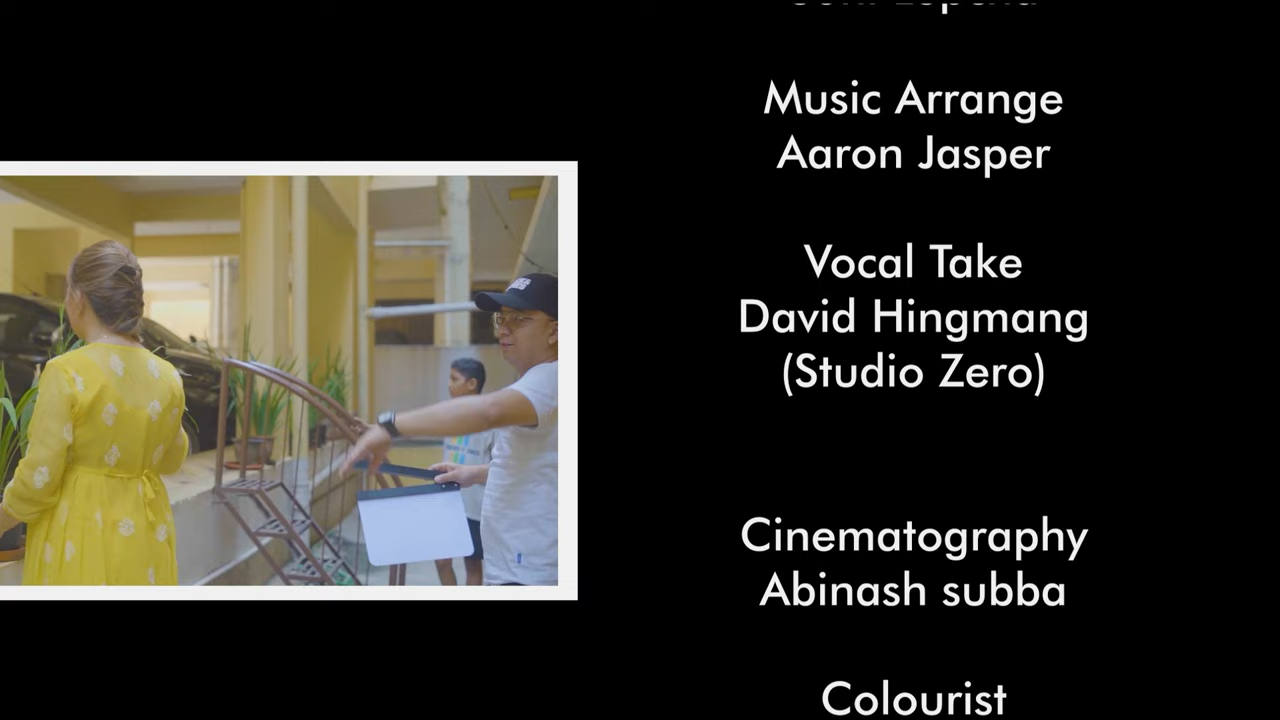 Music Arrange
Aaron Jasper
Vocal Take
David Hingmang
(Studio Zero)
Cinematography
Abinash subba
Colourist